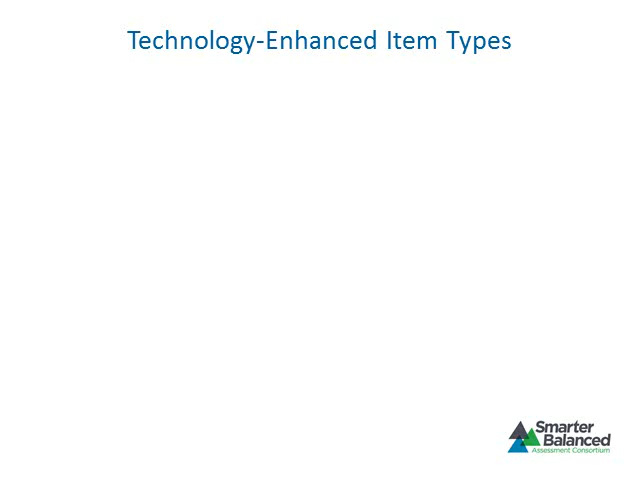 Technology-Enhanced Item Types
Smarter
Balanced
Assessment Consortium